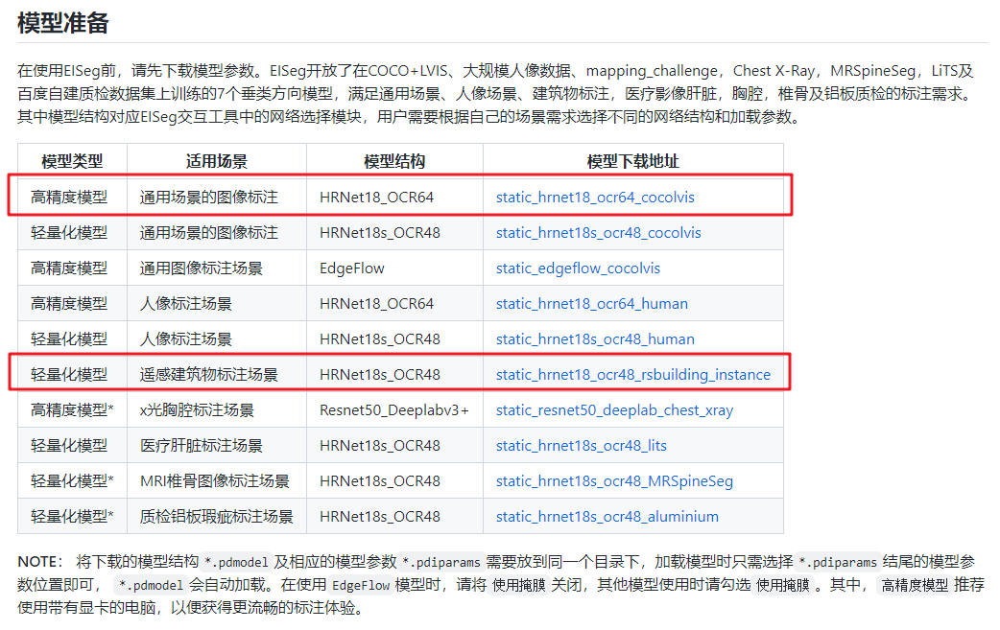 模型准备
在使用EISeg前，请先下载模型参数。EISeg开放了在COCO+LVIS、大规模人像数据、mapping_challenge，Chest X-Ray，MRSpineSeg，LiTS及
百度自建质检数据集上训练的7个垂类方向模型，满足通用场景、人像场景、建筑物标注，医疗影像肝脏，胸腔，椎骨及铝板质检的标注需求。
其中模型结构对应EISeg交互工具中的网络选择模块，用户需要根据自己的场景需求选择不同的网络结构和加载参数。
模型类型 适用场景 模型结构 模型下载地址
高精度模型 通用场景的图像标注 HRNet18_OCR64 static_hrnet18_ocr64_cocolvis
轻量化模型 通用场景的图像标注 HRNet18s_OCR48 static_hrnet18s_ocr48_cocolvis
高精度模型 通用图像标注场景 EdgeFlow static_edgeflow_cocolvis
高精度模型 人像标注场景 HRNet18_OCR64 static_hrnet18_ocr64_human
轻量化模型 人像标注场景 HRNet18s_OCR48 static_hrnet18s_ocr48_human
轻量化模型 遥感建筑物标注场景 HRNet18s_OCR48 static_hrnet18_ocr48_rsbuilding_instance
高精度模型* x光胸腔标注场景 Resnet50_Deeplabv3+ static_resnet50_deeplab_chest_xray
轻量化模型 医疗肝脏标注场景 HRNet18s_OCR48 static_hrnet18s_ocr48_lits
轻量化模型* MRI椎骨图像标注场景 HRNet18s_OCR48 static_hrnet18s_ocr48_MRSpineSeg
轻量化模型* 质检铝板瑕疵标注场景 HRNet18s_OCR48 static_hrnet18s_ocr48_aluminium
NOTE： 将下载的模型结构 *.pdmodel 及相应的模型参数 *.pdiparams 需要放到同一个目录下，加载模型时只需选择 *.pdiparams 结尾的模型参
数位置即可， *.pdmodel 会自动加载。在使用 EdgeFlow 模型时，请将 使用掩膜 关闭，其他模型使用时请勾选 使用掩膜 。其中， 高精度模型 推荐
使用带有显卡的电脑，以便获得更流畅的标注体验。